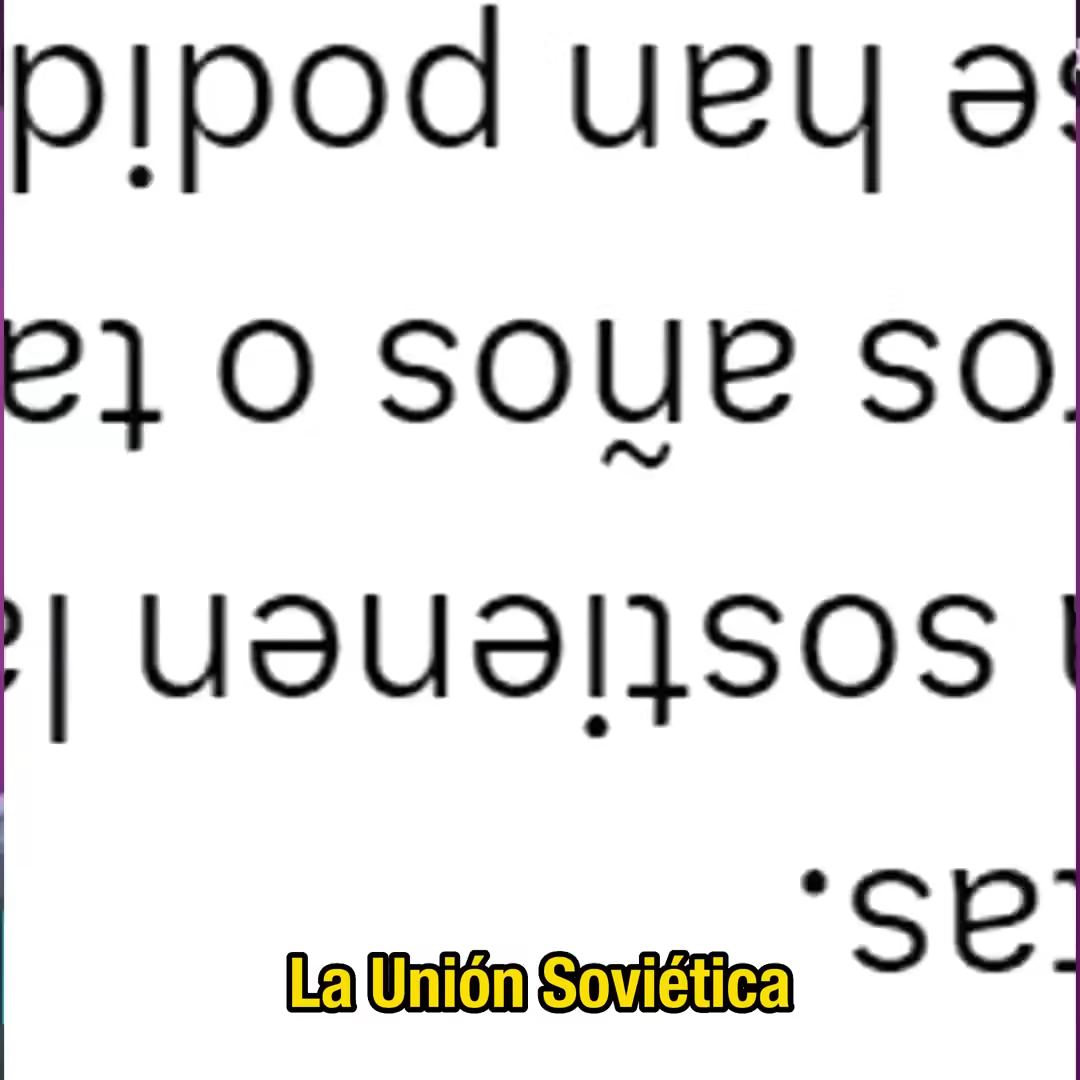 tas.
sostienen la
os años o ta
se han podid
La Unión Soviética